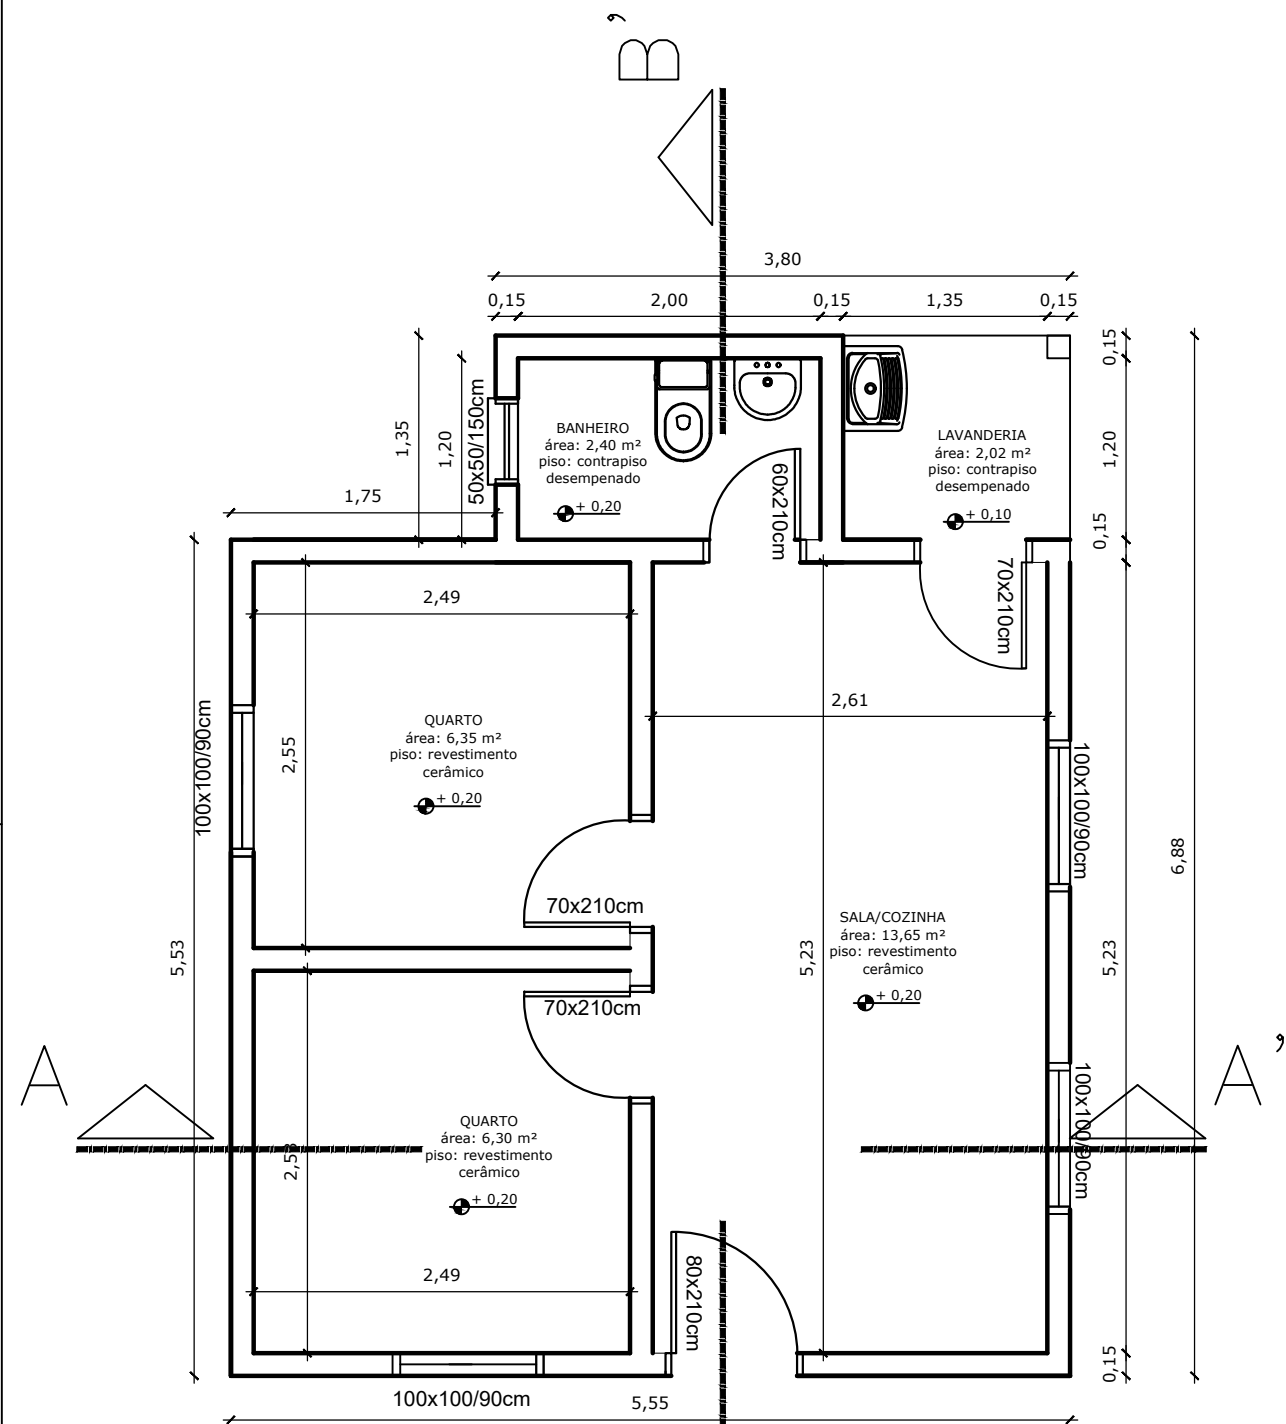 B'
3,80
0,15
2,00
0,15
1,35
0,15
0,15
1,35
1,20
50x50/150cm
BANHEIRO
área: 2,40 m²
piso: contrapiso
desempenado
+ 0,20
60x210cm
LAVANDERIA
área: 2,02 m²
piso: contrapiso
desempenado
+ 0,10
1,20
0,15
1,75
70x210cm
2,49
2,61
100x100/90cm
2,55
QUARTO
área: 6,35 m²
piso: revestimento
cerâmico
+ 0,20
100x100/90cm
6,88
70x210cm
5,53
5,23
SALA/COZINHA
área: 13,65 m²
piso: revestimento
cerâmico
+ 0,20
5,23
70x210cm
A
A'
QUARTO
área: 6,30 m²
piso: revestimento
cerâmico
+ 0,20
100x100/90cm
2,49
80x210cm
0,15
100x100/90cm
5,55